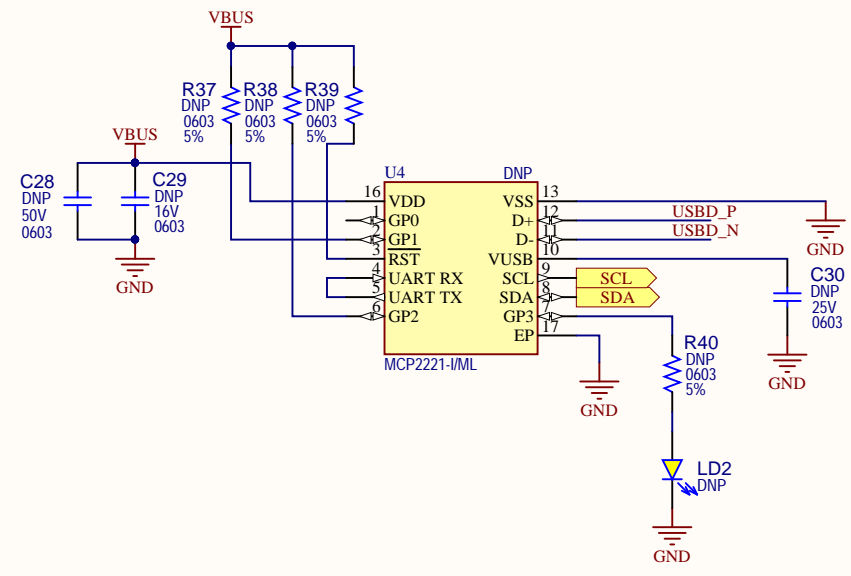 VBUS
R37
DNP
0603
5%
R38
DNP
0603
5%
R39
DNP
0603
5%
VBUS
C28
DNP
50V
0603
C29
DNP
16V
0603
GND
U4
DNP
16 VDD
1 GP0
2 GP1
3 RST
4 UART RX
5 UART TX
6 GP2
VSS 13
D+ 12
D- 11
VUSB 10
SCL 9
SDA 8
GP3 7
EP 17
MCP2221-I/ML
USBD_P
USBD_N
SCL
SDA
GND
C30
DNP
25V
0603
GND
GND
R40
DNP
0603
5%
LD2
DNP
GND